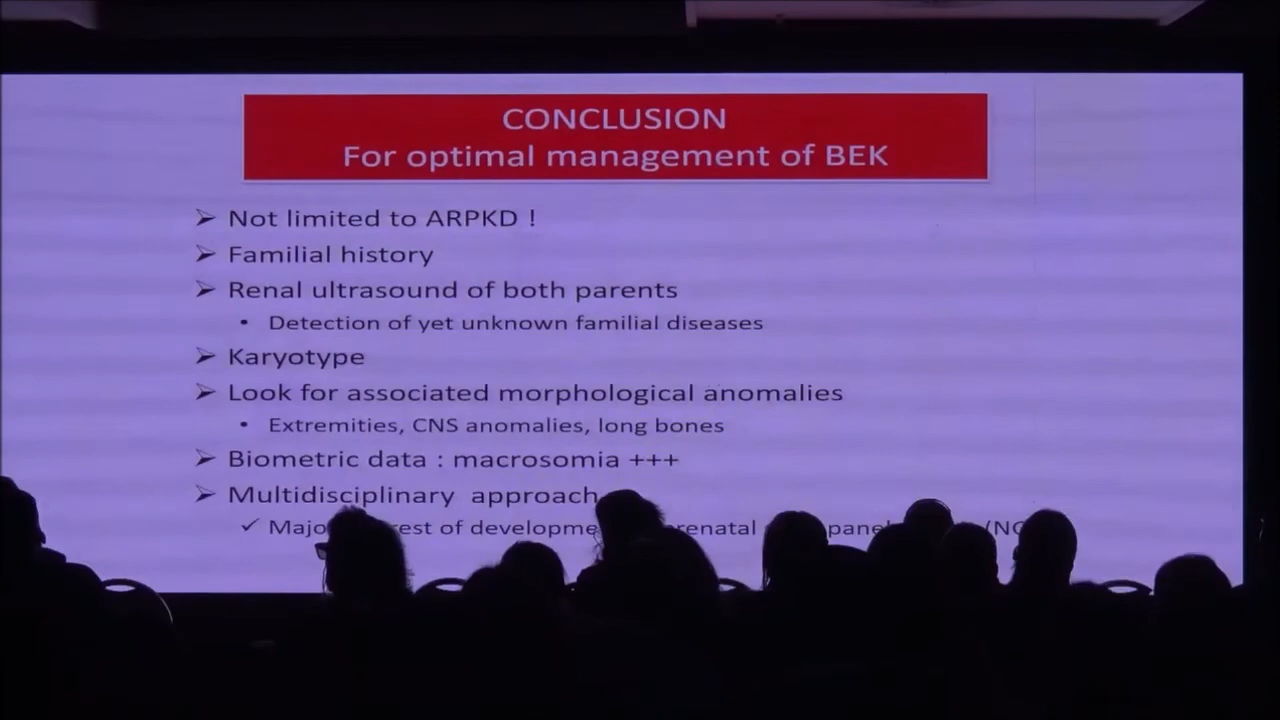 CONCLUSION
For optimal management of BEK
➢ Not limited to ARPKD !
➢ Familial history
➢ Renal ultrasound of both parents
• Detection of yet unknown familial diseases
➢ Karyotype
➢ Look for associated morphological anomalies
• Extremities, CNS anomalies, long bones
➢ Biometric data : macrosomia +++
➢ Multidisciplinary approach
✓ of